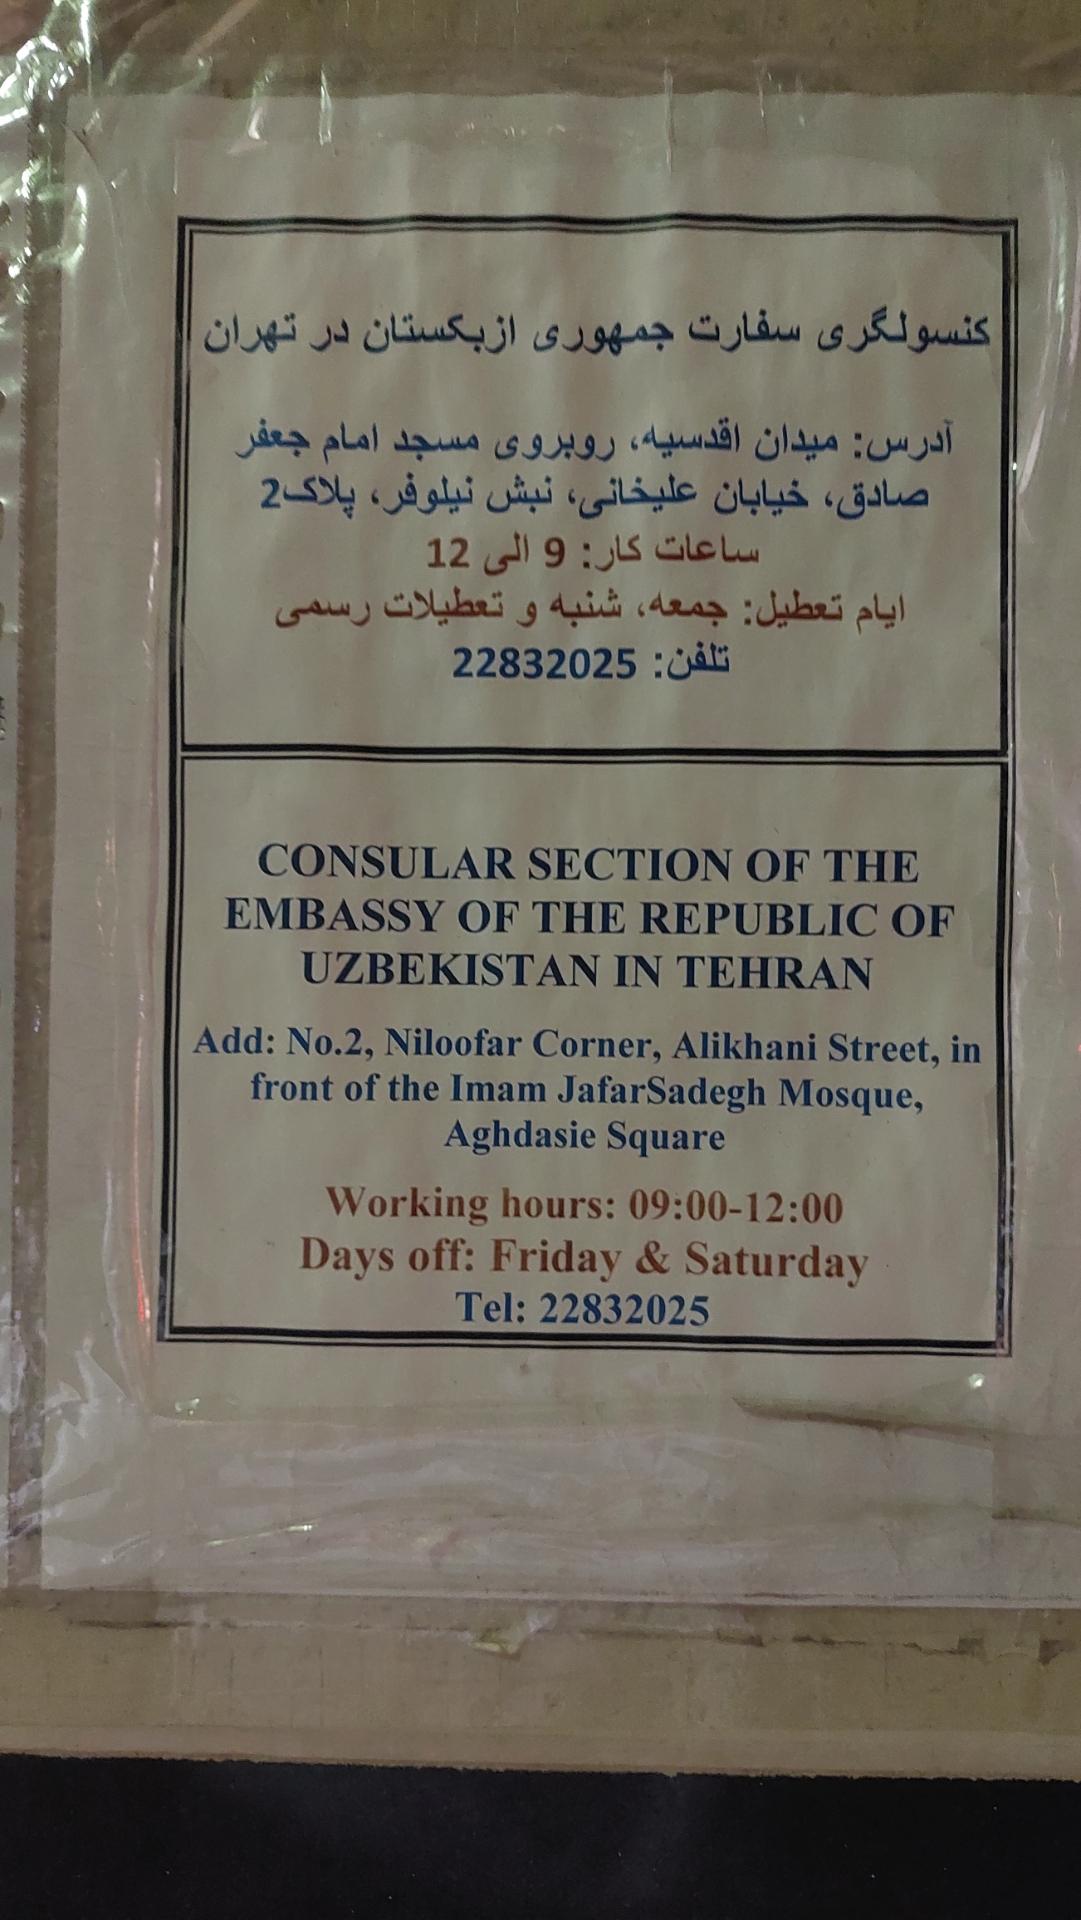 کنسولگری سفارت جمهوری ازبکستان در تهران
آدرس: میدان اقدسیه، روبروی مسجد امام جعفر
صادق، خیابان علیخانی، نبش نیلوفر، پلاک2
ساعات کار: 9 الی 12
ایام تعطیل: جمعه، شنبه و تعطیلات رسمی
تلفن: 22832025
CONSULAR SECTION OF THE
EMBASSY OF THE REPUBLIC OF
UZBEKISTAN IN TEHRAN
Add: No.2, Niloofar Corner, Alikhani Street, in
front of the Imam JafarSadegh Mosque,
Aghdasie Square
Working hours: 09:00-12:00
Days off: Friday & Saturday
Tel: 22832025